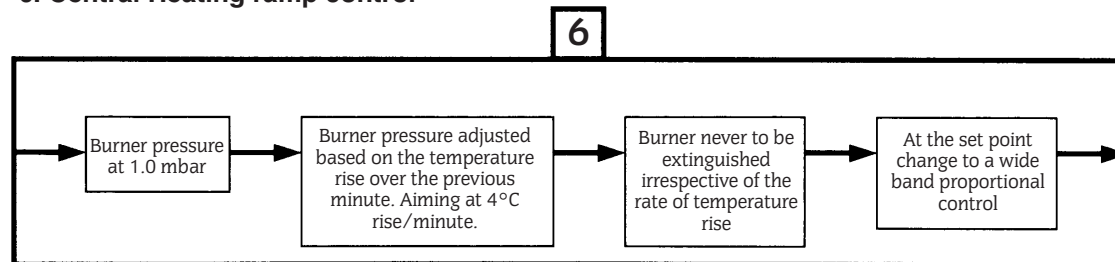 6. Central Heating ramp control
6
Burner pressure
at 1.0 mbar
Burner pressure adjusted
based on the temperature
rise over the previous
minute. Aiming at 4°C
rise/minute.
Burner never to be
extinguished
irrespective of the
rate of temperature
rise
At the set point
change to a wide
band proportional
control